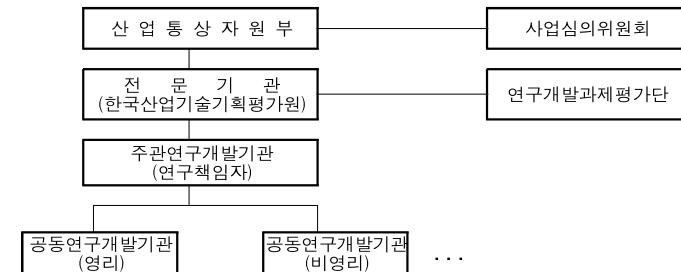 산 업 통 상 자 원 부
사업심의위원회
전 문 기 관
(한국산업기술기획평가원)
연구개발과제평가단
주관연구개발기관
(연구책임자)
공동연구개발기관
(영리)
공동연구개발기관
(비영리)
...